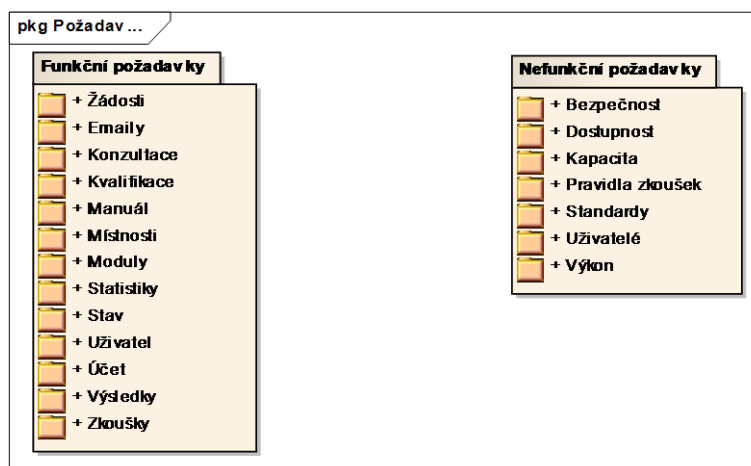 pkg Požadav ...
Funkční požadavky
+ Žádosti
+ Emaily
+ Konzultace
+ Kvalifikace
+ Manuál
+ Místnosti
+ Moduly
+ Statistiky
+ Stav
+ Uživatel
+ Účet
+ Výsledky
+ Zkoušky
Nefunkční požadavky
+ Bezpečnost
+ Dostupnost
+ Kapacita
+ Pravidla zkoušek
+ Standardy
+ Uživatelé
+ Výkon